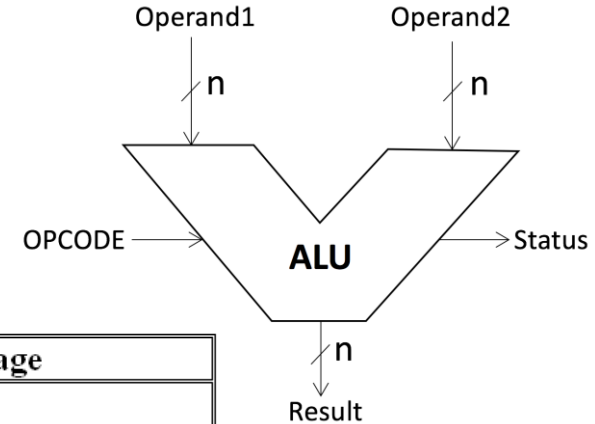 Operand1 Operand2
n n
OPCODE ALU Status
n
Result